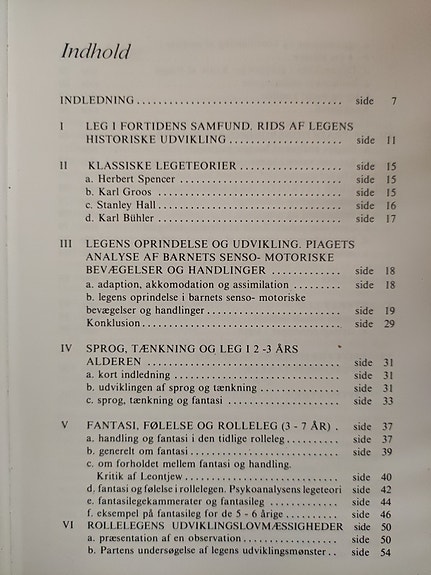 Indhold
INDLEDNING ........................................ side 7
I LEG I FORTIDENS SAMFUND. RIDS AF LEGENS
HISTORISKE UDVIKLING ...................... side 11
II KLASSISKE LEGETEORIER .................... side 15
a. Herbert Spencer ............................... side 15
b. Karl Groos ..................................... side 15
c. Stanley Hall .................................... side 16
d. Karl Bühler .................................... side 17
III LEGENS OPRINDELSE OG UDVIKLING. PIAGETS
ANALYSE AF BARNETS SENSO- MOTORISKE
BEVÆGELSER OG HANDLINGER ............... side 18
a. adaption, akkomodation og assimilation ......... side 18
b. legens oprindelse i barnets senso- motoriske
bevægelser og handlinger ......................... side 19
Konklusion ....................................... side 29
IV SPROG, TÆNKNING OG LEG I 2 -3 ÅRS
ALDEREN ........................................ side 31
a. kort indledning ................................. side 31
b. udviklingen af sprog og tænkning ............... side 31
c. sprog, tænkning og fantasi ...................... side 33
V FANTASI, FØLELSE OG ROLLELEG (3 - 7 ÅR) . side 37
a. handling og fantasi i den tidlige rolleleg .......... side 37
b. generelt om fantasi ............................. side 39
c. om forholdet mellem fantasi og handling.
Kritik af Leontjew ............................... side 40
d. fantasi og følelse i rollelegen. Psykoanalysens legeteori side 42
e. fantasilegekammerater og fantasileg ............. side 44
f. eksempel på fantasileg for de 5 - 6 årige .......... side 46
VI ROLLELEGENS UDVIKLINGSLOVMÆSSIGHEDER side 50
a. præsentation af en observation .................. side 50
b. Partens undersøgelse af legens udviklingsmønster .. side 54